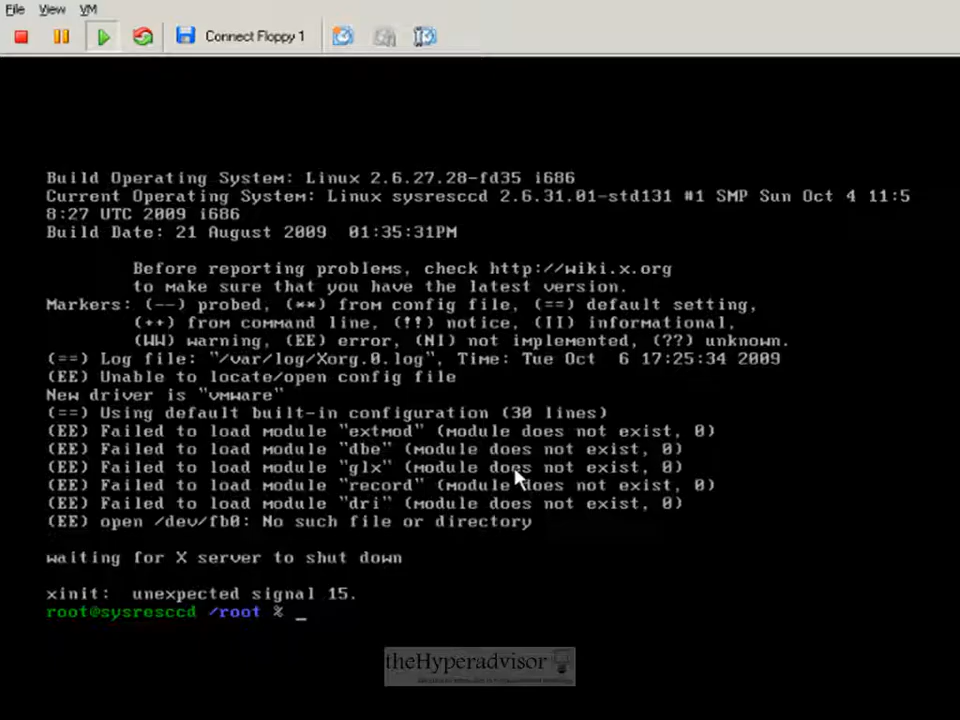 File View VM
Connect Floppy 1
Build Operating System: Linux 2.6.27.28-fd35 i686
Current Operating System: Linux sysresccd 2.6.31.01-std131 #1 SMP Sun Oct 4 11:5
8:27 UTC 2009 i686
Build Date: 21 August 2009  01:35:31PM
Before reporting problems, check http://wiki.x.org
to make sure that you have the latest version.
Markers: (--) probed, (**) from config file, (==) default setting,
(++) from command line, (!!) notice, (II) informational,
(WW) warning, (EE) error, (NI) not implemented, (??) unknown.
(==) Log file: "/var/log/Xorg.0.log", Time: Tue Oct  6 17:25:34 2009
(EE) Unable to locate/open config file
New driver is "vmware"
(==) Using default built-in configuration (30 lines)
(EE) Failed to load module "extmod" (module does not exist, 0)
(EE) Failed to load module "dbe" (module does not exist, 0)
(EE) Failed to load module "glx" (module does not exist, 0)
(EE) Failed to load module "record" (module does not exist, 0)
(EE) Failed to load module "dri" (module does not exist, 0)
(EE) open /dev/fb0: No such file or directory
waiting for X server to shut down
xinit:  unexpected signal 15.
root@sysresccd /root % _
theHyperadvisor